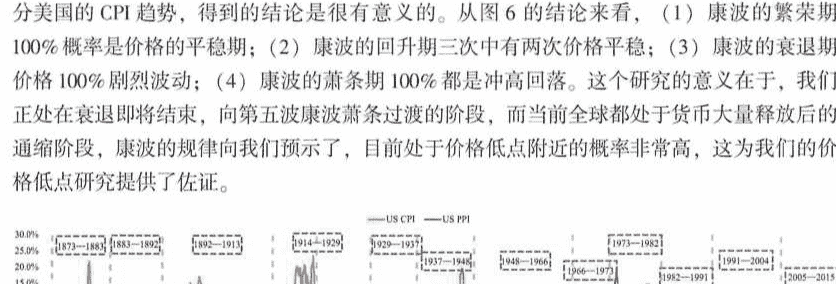 分美国的 CPI 趋势，得到的结论是很有意义的。从图 6 的结论来看，（1）康波的繁荣期
100%概率是价格的平稳期；（2）康波的回升期三次中有两次价格平稳；（3）康波的衰退期
价格 100%剧烈波动；（4）康波的萧条期 100%都是冲高回落。这个研究的意义在于，我们
正处在衰退即将结束，向第五波康波萧条过渡的阶段，而当前全球都处于货币大量释放后的
通缩阶段，康波的规律向我们预示了，目前处于价格低点附近的概率非常高，这为我们的价
格低点研究提供了佐证。
US CPI US PPI
30.0%
1873—1883 1883—1892 1892—1913 1914—1929 1929—1937 1973—1982
25.0%
1937—1948 1948—1966 1991—2004
20.0%
1966—1973 1982—1991 2005—2015
15.0%